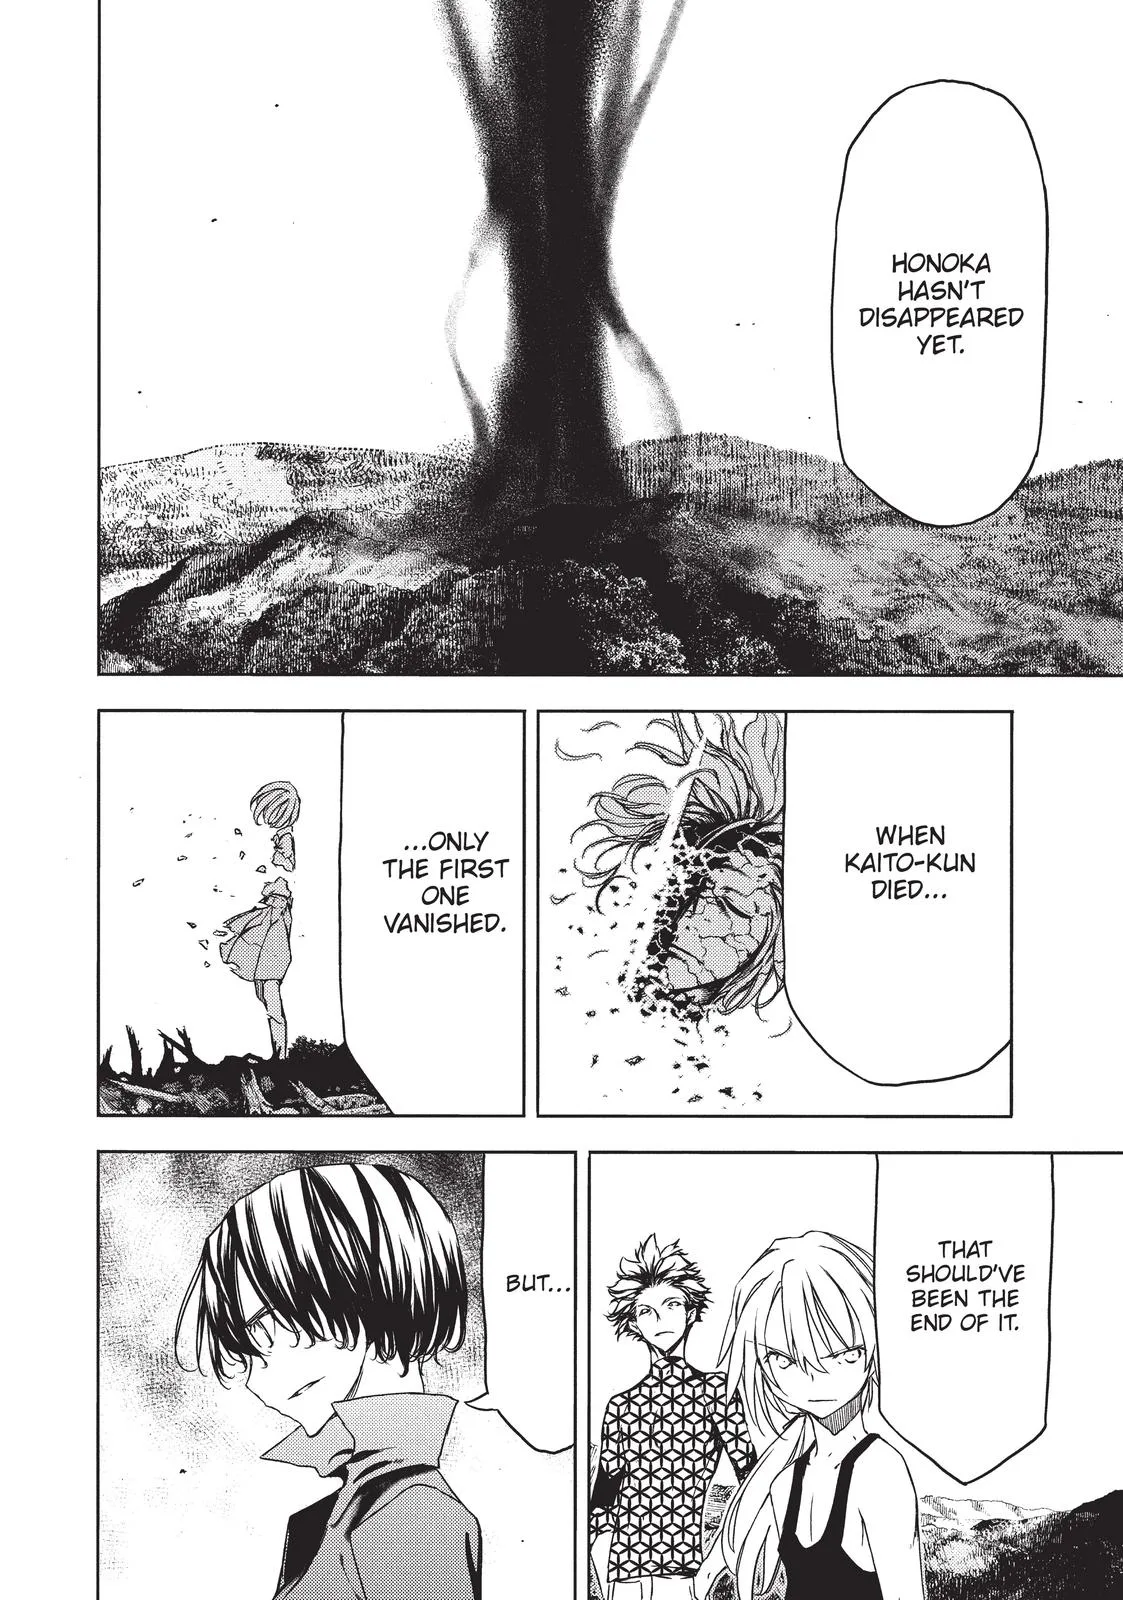 HONOKA
HASN'T
DISAPPEARED
YET.
WHEN
KAITO-KUN
DIED...
...ONLY
THE FIRST
ONE
VANISHED.
THAT
SHOULD'VE
BEEN THE
END OF IT.
BUT...